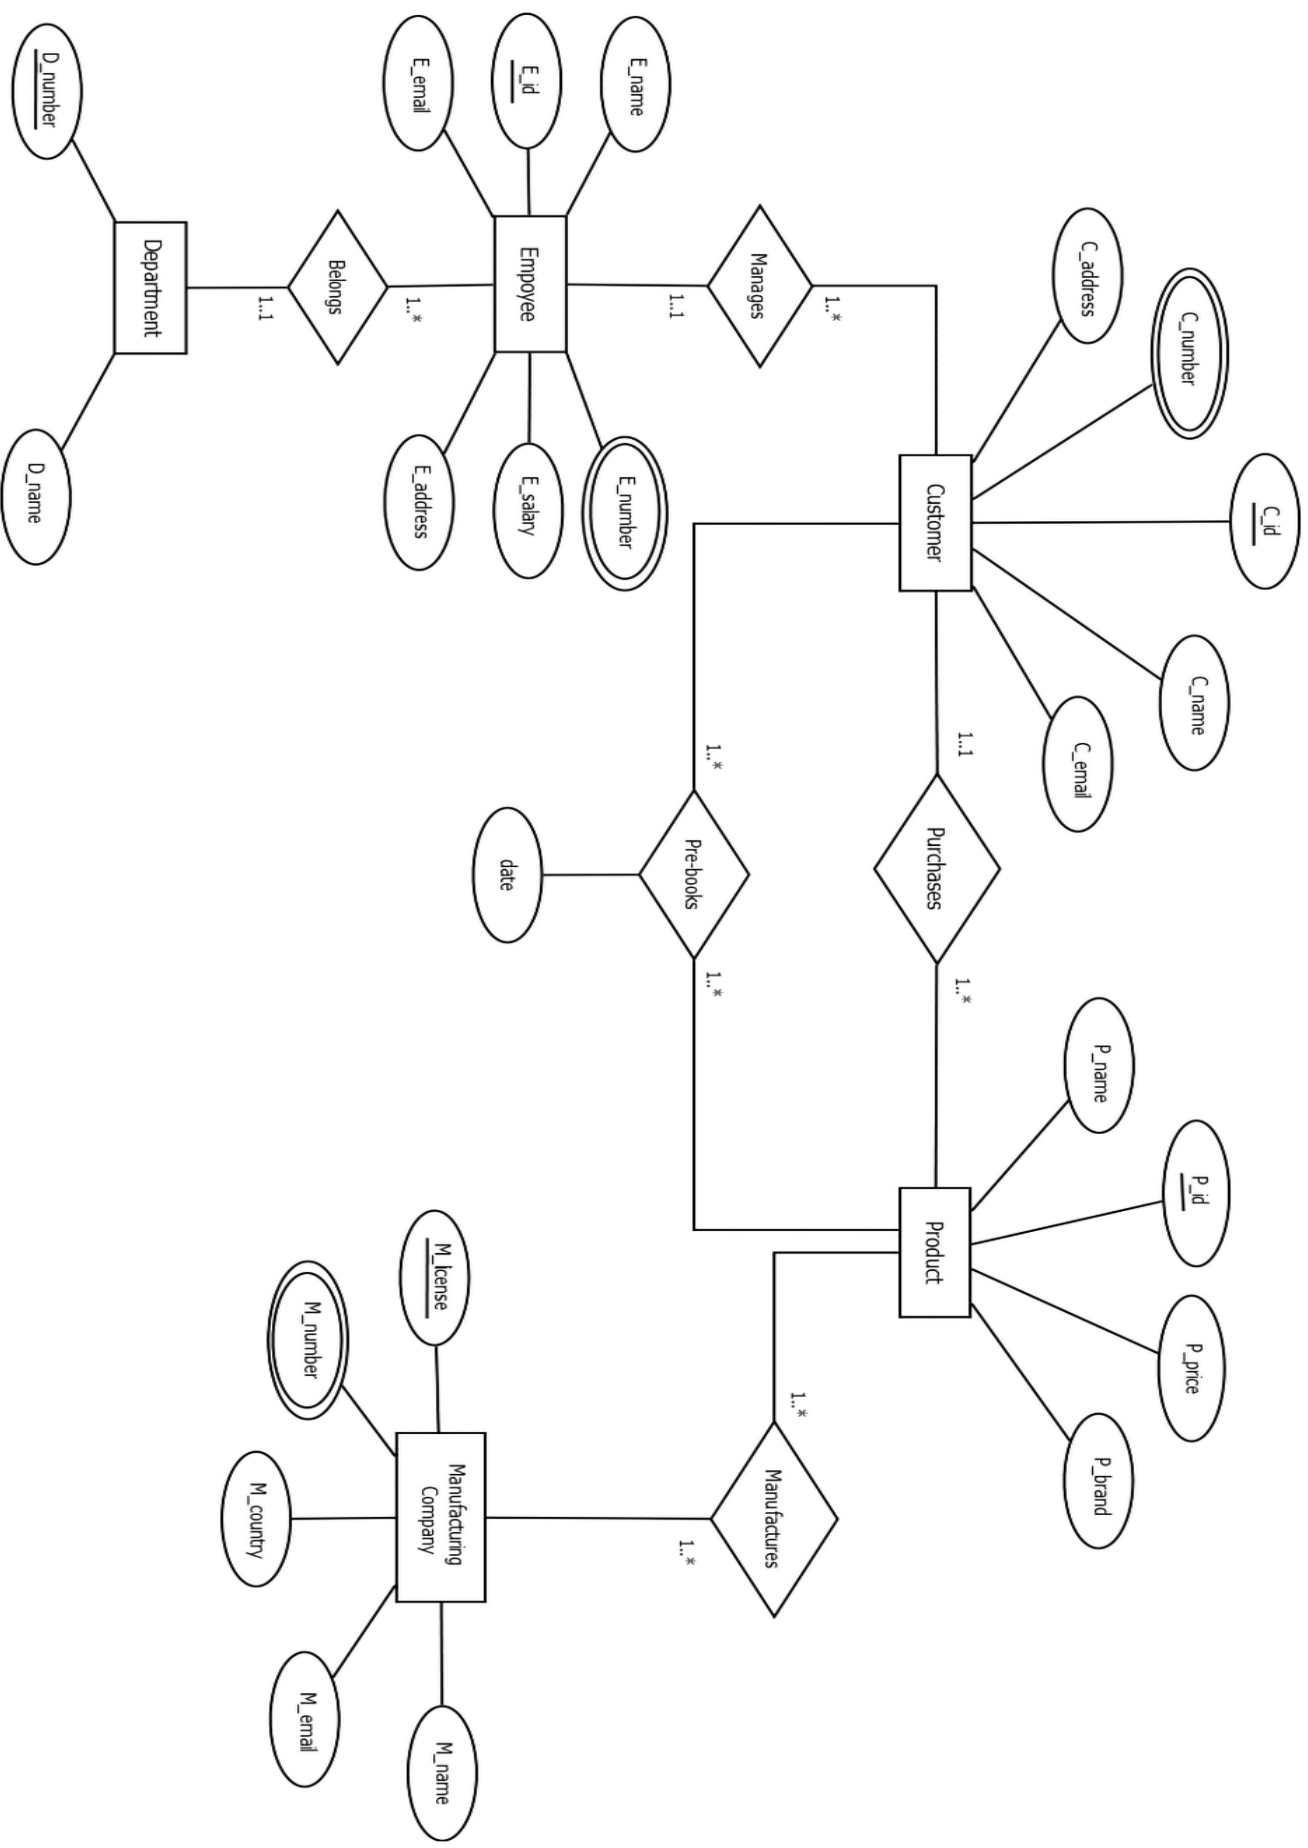 C_id
C_number
C_name
C_address
C_email
Customer
P_id
P_price
P_name
P_brand
Product
Manages
1..*
1..1
Purchases
1..1
1..*
Pre-books
1..*
1..*
date
Manufactures
1..*
1..*
E_name
E_id
E_email
Empoyee
E_number
E_salary
E_address
Belongs
1..*
1..1
Department
D_number
D_name
M_lcense
M_number
Manufacturing
Company
M_country
M_email
M_name